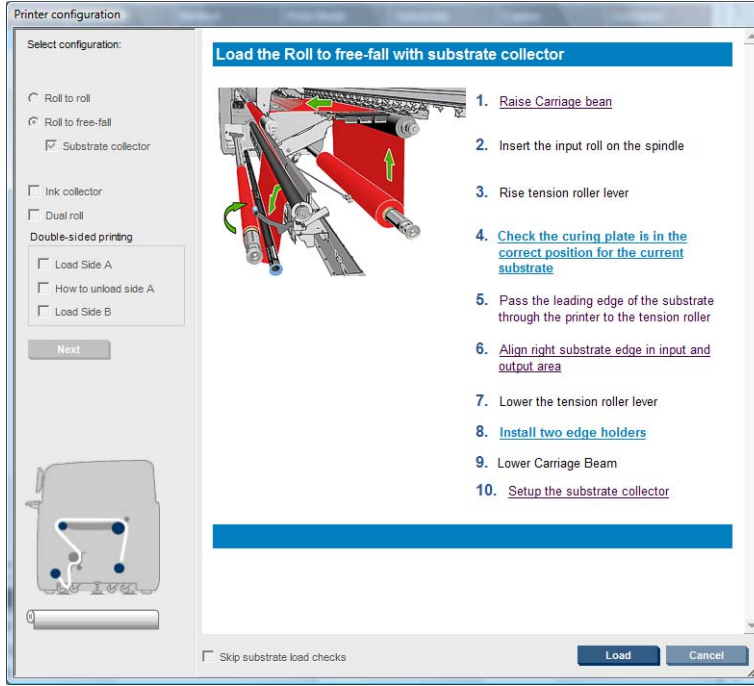 Printer configuration
Select configuration:
Roll to roll
Roll to free-fall
Substrate collector
Ink collector
Dual roll
Double-sided printing
Load Side A
How to unload side A
Load Side B
Next
Load the Roll to free-fall with substrate collector
1. Raise Carriage bean
2. Insert the input roll on the spindle
3. Rise tension roller lever
4. Check the curing plate is in the
correct position for the current
substrate
5. Pass the leading edge of the substrate
through the printer to the tension roller
6. Align right substrate edge in input and
output area
7. Lower the tension roller lever
8. Install two edge holders
9. Lower Carriage Beam
10. Setup the substrate collector
Skip substrate load checks
Load
Cancel